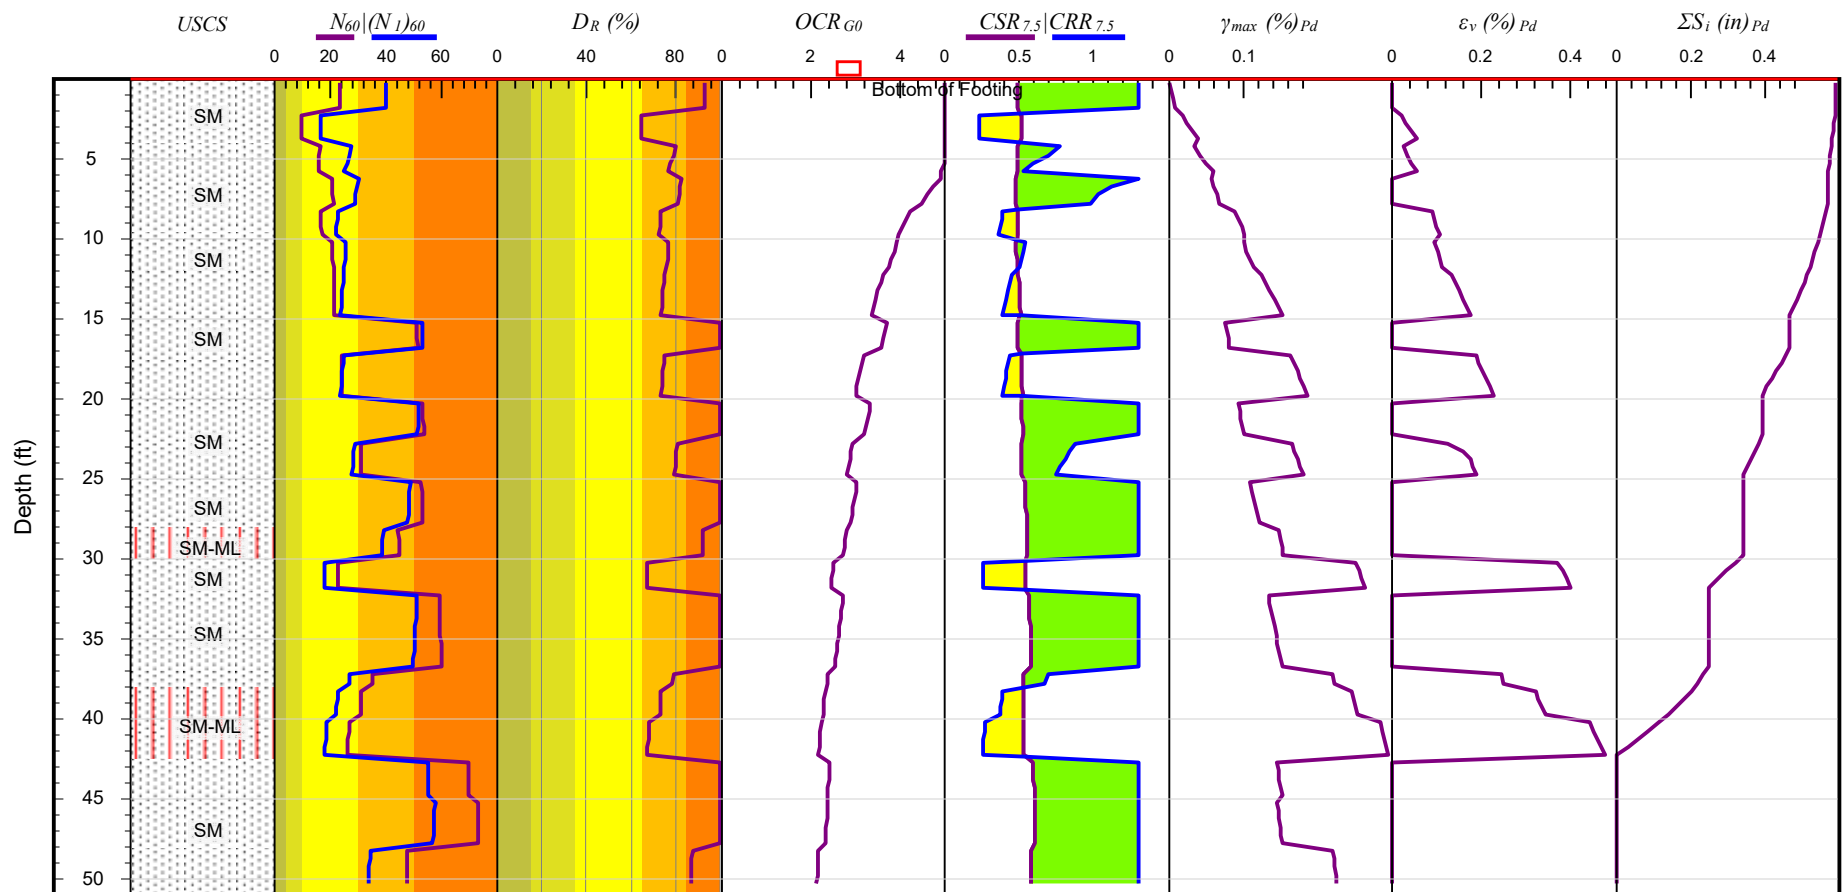 USCS N60|(N1)60 DR (%) OCRG0 CSR7.5|CRR7.5 γmax (%)Pd εv (%)Pd ΣSi (in)Pd
0 20 40 60 0 40 80 0 2 4 0 0.5 1 0 0.1 0 0.2 0.4 0 0.2 0.4
Bottom of Footing
SM
5
SM
10
SM
15
SM
20
SM
Depth (ft)
25
SM
SM-ML
30
SM
35
SM
40
SM-ML
45
SM
50